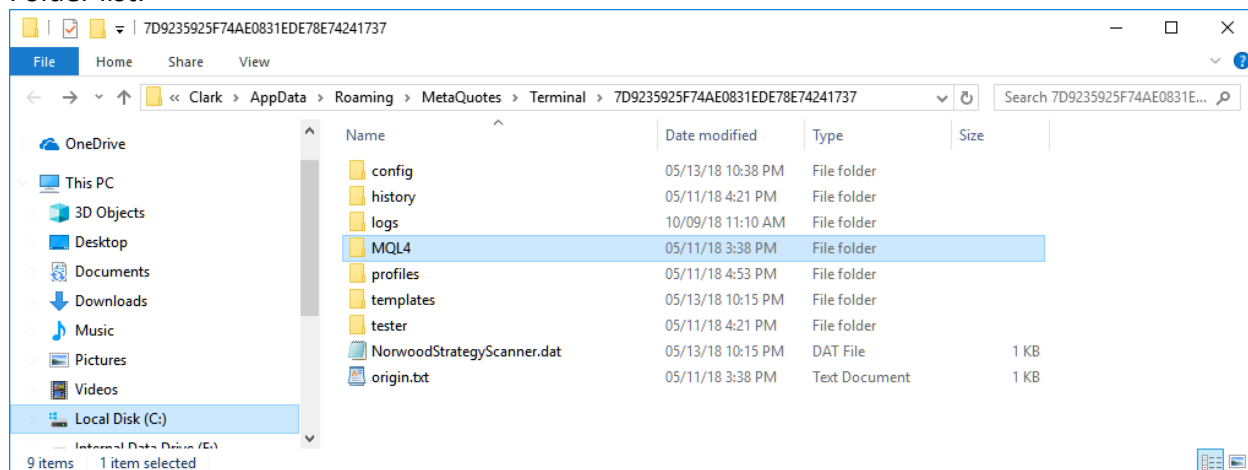 7D9235925F74AE0831EDE78E74241737
File Home Share View
« Clark › AppData › Roaming › MetaQuotes › Terminal › 7D9235925F74AE0831EDE78E74241737
Search 7D9235925F74AE0831E...
OneDrive
This PC
3D Objects
Desktop
Documents
Downloads
Music
Pictures
Videos
Local Disk (C:)
Name Date modified Type Size
config 05/13/18 10:38 PM File folder
history 05/11/18 4:21 PM File folder
logs 10/09/18 11:10 AM File folder
MQL4 05/11/18 3:38 PM File folder
profiles 05/11/18 4:53 PM File folder
templates 05/13/18 10:15 PM File folder
tester 05/11/18 4:21 PM File folder
NorwoodStrategyScanner.dat 05/13/18 10:15 PM DAT File 1 KB
origin.txt 05/11/18 3:38 PM Text Document 1 KB
9 items 1 item selected